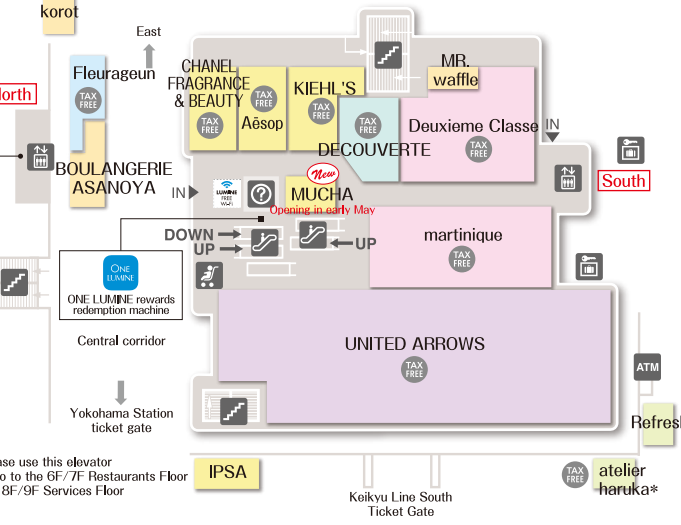 korot
East
Fleurageun
TAX
FREE
CHANEL
FRAGRANCE
& BEAUTY
TAX
FREE
TAX
FREE
Aēsop
KIEHL'S
TAX
FREE
MR.
waffle
TAX
FREE
DECOUVERTE
Deuxieme Classe
TAX
FREE
IN
orth
BOULANGERIE
ASANOYA
IN
LUMINE
FREE
Wi-Fi
?
New
MUCHA
Opening in early May
South
DOWN
UP
UP
martinique
TAX
FREE
ONE
LUMINE
ONE LUMINE rewards
redemption machine
Central corridor
UNITED ARROWS
TAX
FREE
ATM
Yokohama Station
ticket gate
Refresh
ase use this elevator
o to the 6F/7F Restaurants Floor
8F/9F Services Floor
IPSA
Keikyu Line South
Ticket Gate
TAX
FREE
atelier
haruka*